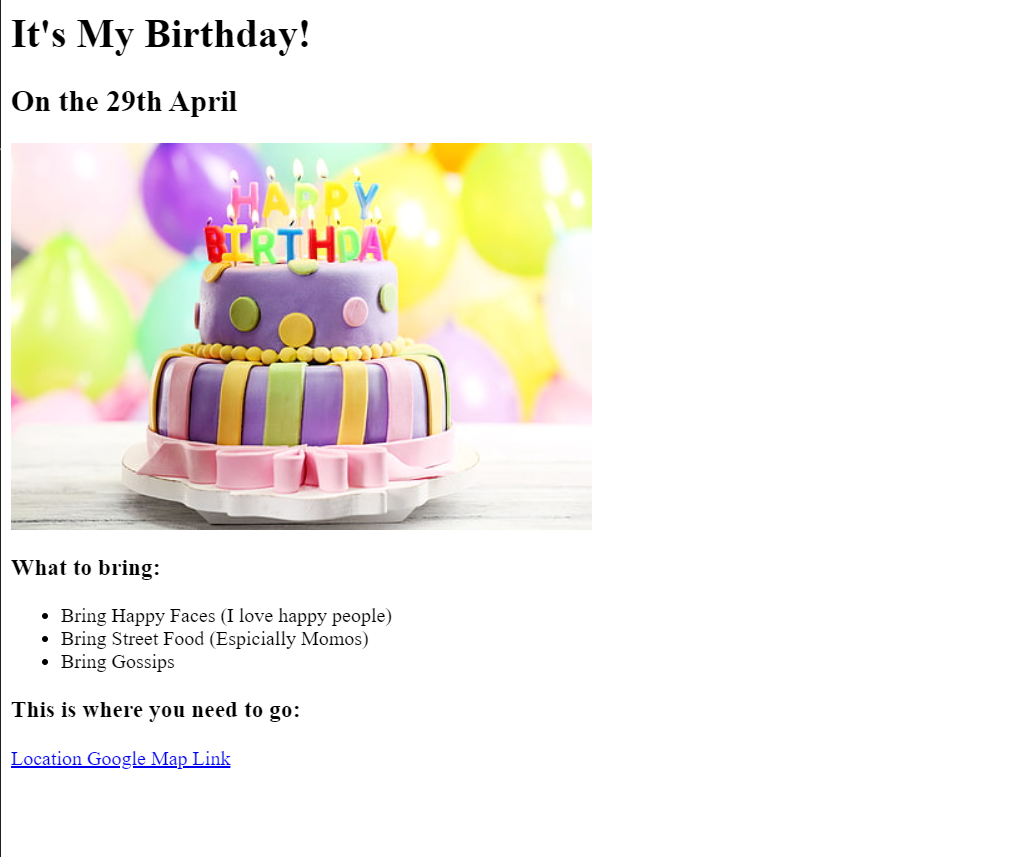 It's My Birthday!
On the 29th April
HAPPY
BIRTHDAY
What to bring:
Bring Happy Faces (I love happy people)
Bring Street Food (Espicially Momos)
Bring Gossips
This is where you need to go:
Location Google Map Link